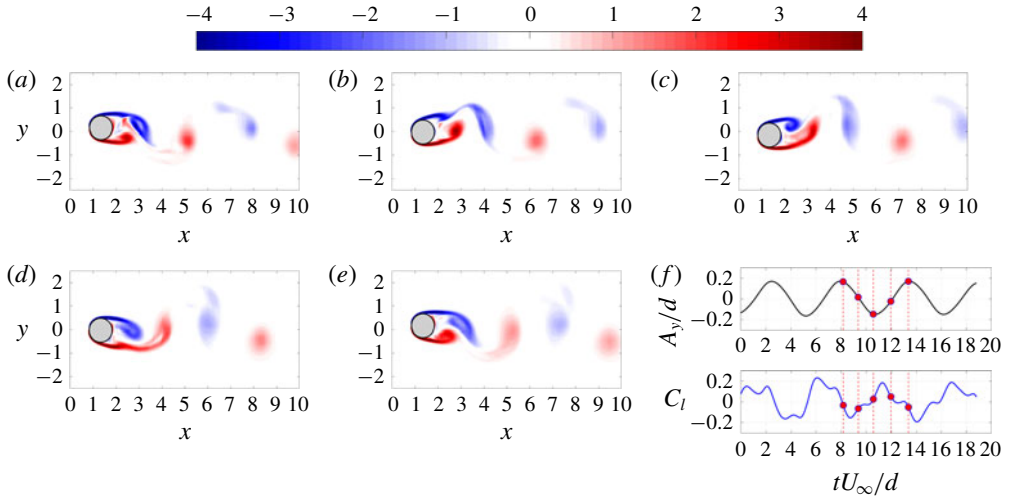 −4 −3 −2 −1 0 1 2 3 4
(a) (b) (c)
2 2 2
1 1 1
y 0 0 0
−1 −1 −1
−2 −2 −2
0 1 2 3 4 5 6 7 8 9 10 0 1 2 3 4 5 6 7 8 9 10 0 1 2 3 4 5 6 7 8 9 10
x x x
(d) (e) (f)
2 2
1 1
y 0 0
−1 −1
−2 −2
0 1 2 3 4 5 6 7 8 9 10 0 1 2 3 4 5 6 7 8 9 10
x x
A_y/d
0.2
0
−0.2
0 2 4 6 8 10 12 14 16 18 20
C_l
0.2
0
−0.2
0 2 4 6 8 10 12 14 16 18 20
tU_∞/d